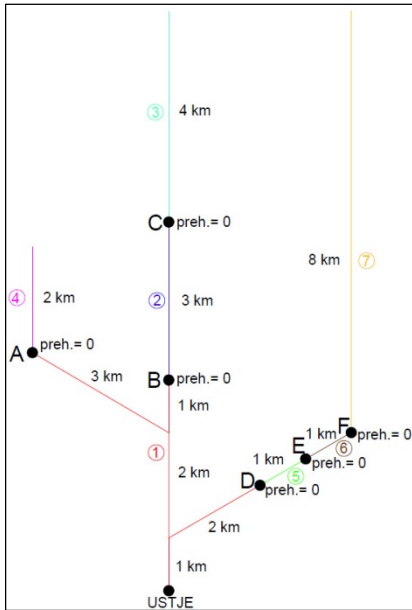 ③ 4 km
C preh.= 0
8 km ⑦
④ 2 km
② 3 km
preh.= 0
A
3 km
B preh.= 0
1 km
F
1 km
preh.= 0
⑥
①
E
1 km
preh.= 0
2 km
D
⑤
preh.= 0
2 km
1 km
USTJE